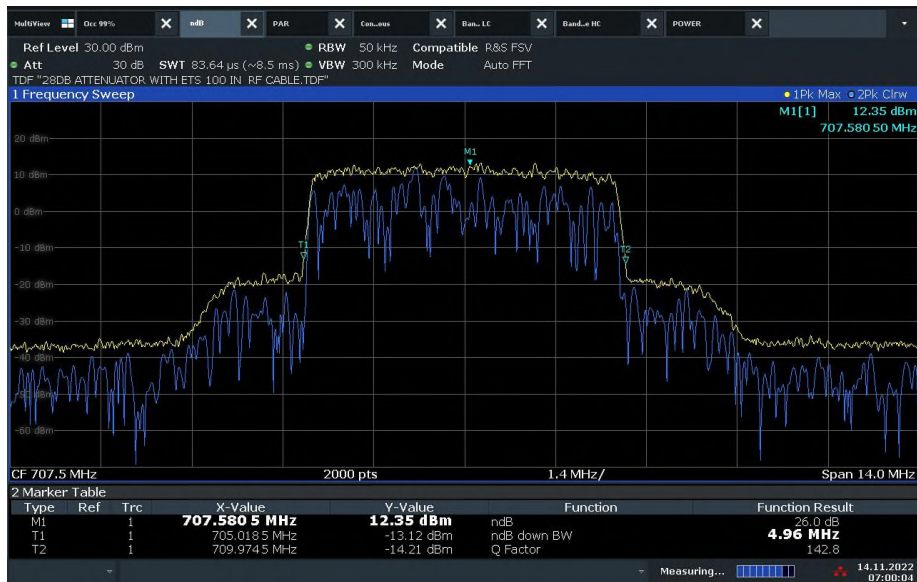 MultiView Occ 99% ndB PAR Con...ous Ban... LC Band...e HC POWER
Ref Level 30.00 dBm RBW 50 kHz Compatible R&S FSV
Att 30 dB SWT 83.64 µs (~8.5 ms) VBW 300 kHz Mode Auto FFT
TDF "28DB ATTENUATOR WITH ETS 100 IN RF CABLE.TDF"
1 Frequency Sweep 1Pk Max 2Pk Clrw
M1[1] 12.35 dBm
707.580 50 MHz
20 dBm
M1
10 dBm
0 dBm
T1 T2
-10 dBm
-20 dBm
-30 dBm
-40 dBm
-50 dBm
-60 dBm
CF 707.5 MHz 2000 pts 1.4 MHz/ Span 14.0 MHz
2 Marker Table
Type Ref Trc X-Value Y-Value Function Function Result
M1 1 707.580 5 MHz 12.35 dBm ndB 26.0 dB
T1 1 705.018 5 MHz -13.12 dBm ndB down BW 4.96 MHz
T2 1 709.974 5 MHz -14.21 dBm Q Factor 142.8
Measuring... 14.11.2022
07:00:04